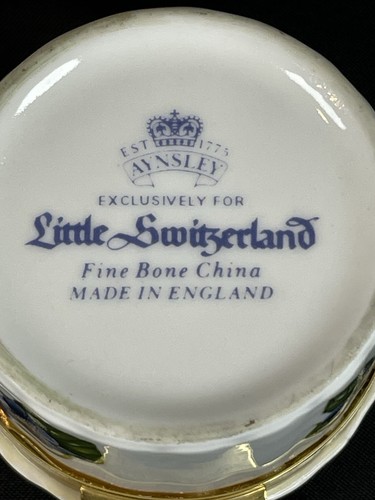 EST 1775
AYNSLEY
EXCLUSIVELY FOR
Little Switzerland
Fine Bone China
MADE IN ENGLAND